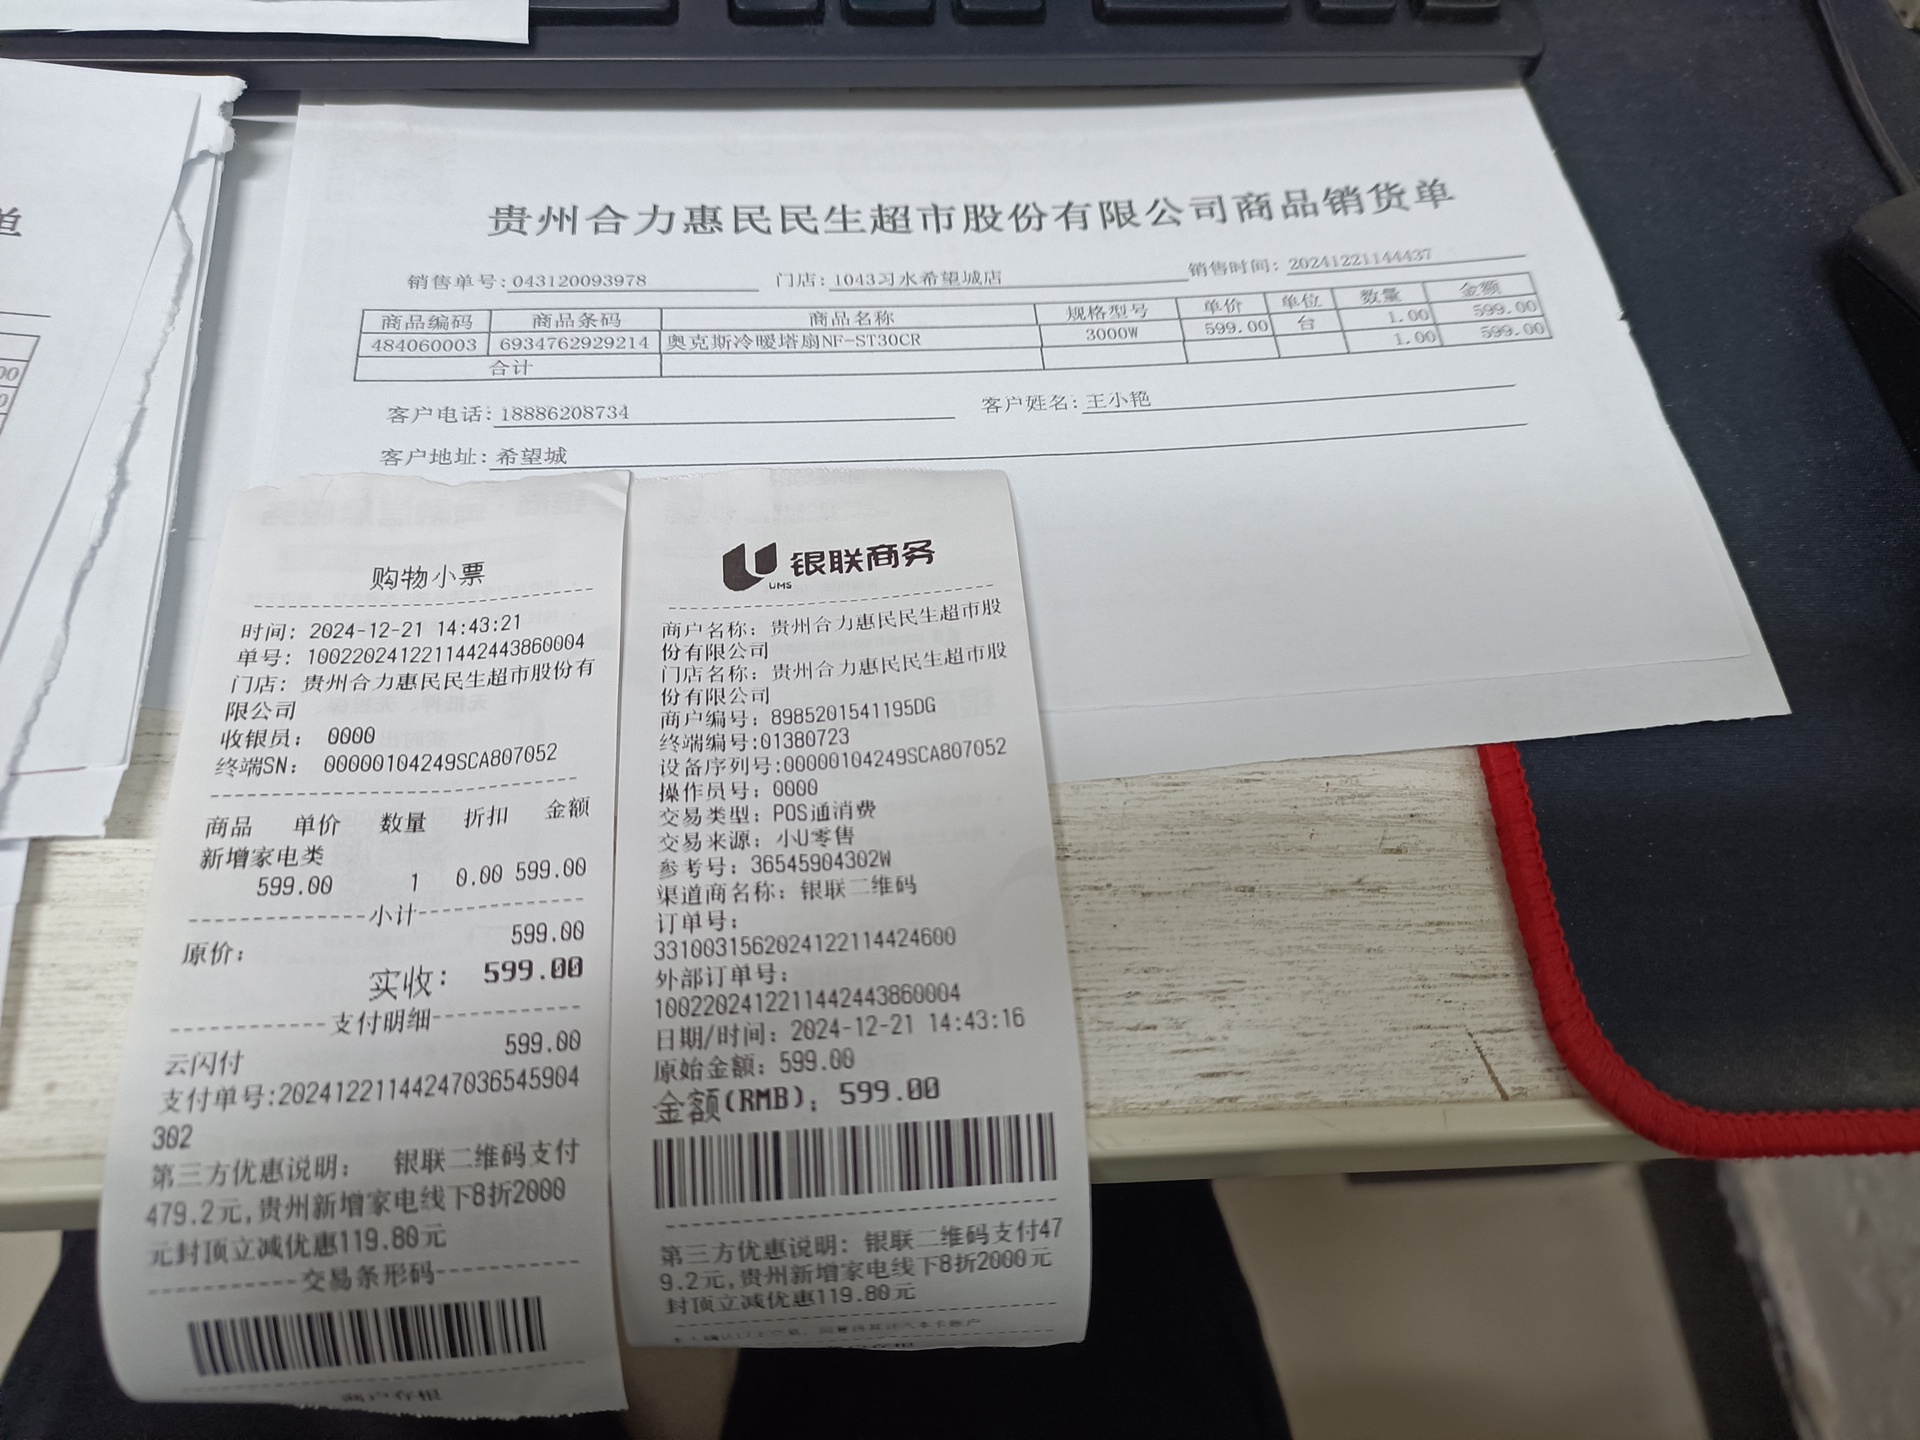 贵州合力惠民民生超市股份有限公司商品销货单
销售单号:043120093978 门店:1043习水希望城店 销售时间:20241221144437
商品编码 商品条码 商品名称 规格型号 单价 单位 数量 金额
484060003 6934762929214 奥克斯冷暖塔扇NF-ST30CR 3000W 599.00 台 1.00 599.00
合计 1.00 599.00
客户电话:18886208734 客户姓名:王小艳
客户地址:希望城
购物小票
时间: 2024-12-21 14:43:21
单号: 1002202412211442443860004
门店: 贵州合力惠民民生超市股份有
限公司
收银员: 0000
终端SN: 00000104249SCA807052
商品 单价 数量 折扣 金额
新增家电类
599.00 1 0.00 599.00
小计
原价: 599.00
实收: 599.00
支付明细
云闪付 599.00
支付单号:20241221144247036545904
302
第三方优惠说明: 银联二维码支付
479.2元,贵州新增家电线下8折2000
元封顶立减优惠119.80元
交易条形码
商户存根
银联商务
UMS
商户名称: 贵州合力惠民民生超市股
份有限公司
门店名称: 贵州合力惠民民生超市股
份有限公司
商户编号: 8985201541195DG
终端编号:01380723
设备序列号:00000104249SCA807052
操作员号: 0000
交易类型: POS通消费
交易来源: 小U零售
参考号: 36545904302W
渠道商名称: 银联二维码
订单号:
33100315620241221144246​00
外部订单号:
1002202412211442443860004
日期/时间: 2024-12-21 14:43:16
原始金额: 599.00
金额(RMB): 599.00
第三方优惠说明: 银联二维码支付47
9.2元,贵州新增家电线下8折2000元
封顶立减优惠119.80元
单
00
0